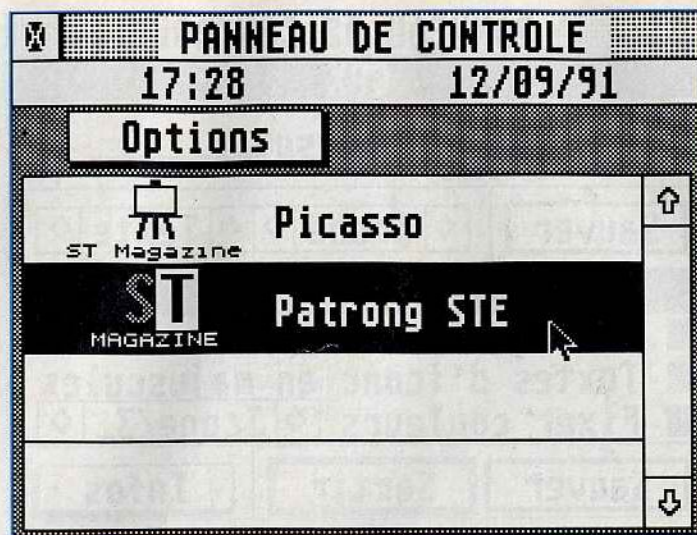 PANNEAU DE CONTROLE
17:28 12/09/91
Options
ST Magazine
Picasso
ST
MAGAZINE
Patrong STE